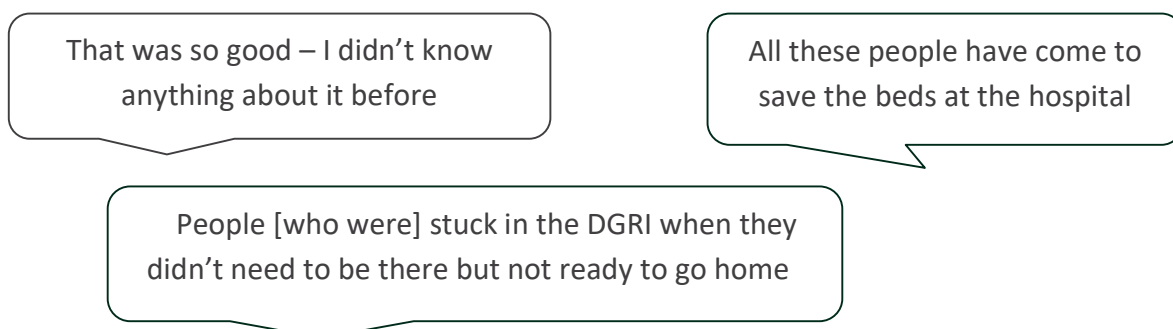 That was so good – I didn’t know
anything about it before
All these people have come to
save the beds at the hospital
People [who were] stuck in the DGRI when they
didn’t need to be there but not ready to go home